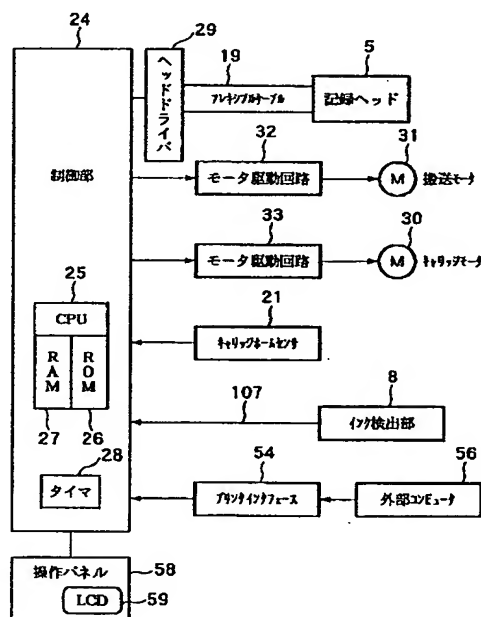 24
29
ヘッドドライバ
19
フレキシブルケーブル
5
記録ヘッド
制御部
32
モータ駆動回路
31
M
搬送モータ
33
モータ駆動回路
30
M
キャリッジモータ
25
CPU
RAM
ROM
27
26
21
キャリッジホームセンサ
107
8
インク検出部
28
タイマ
54
プリンタインタフェース
56
外部コンピュータ
操作パネル
58
LCD
59